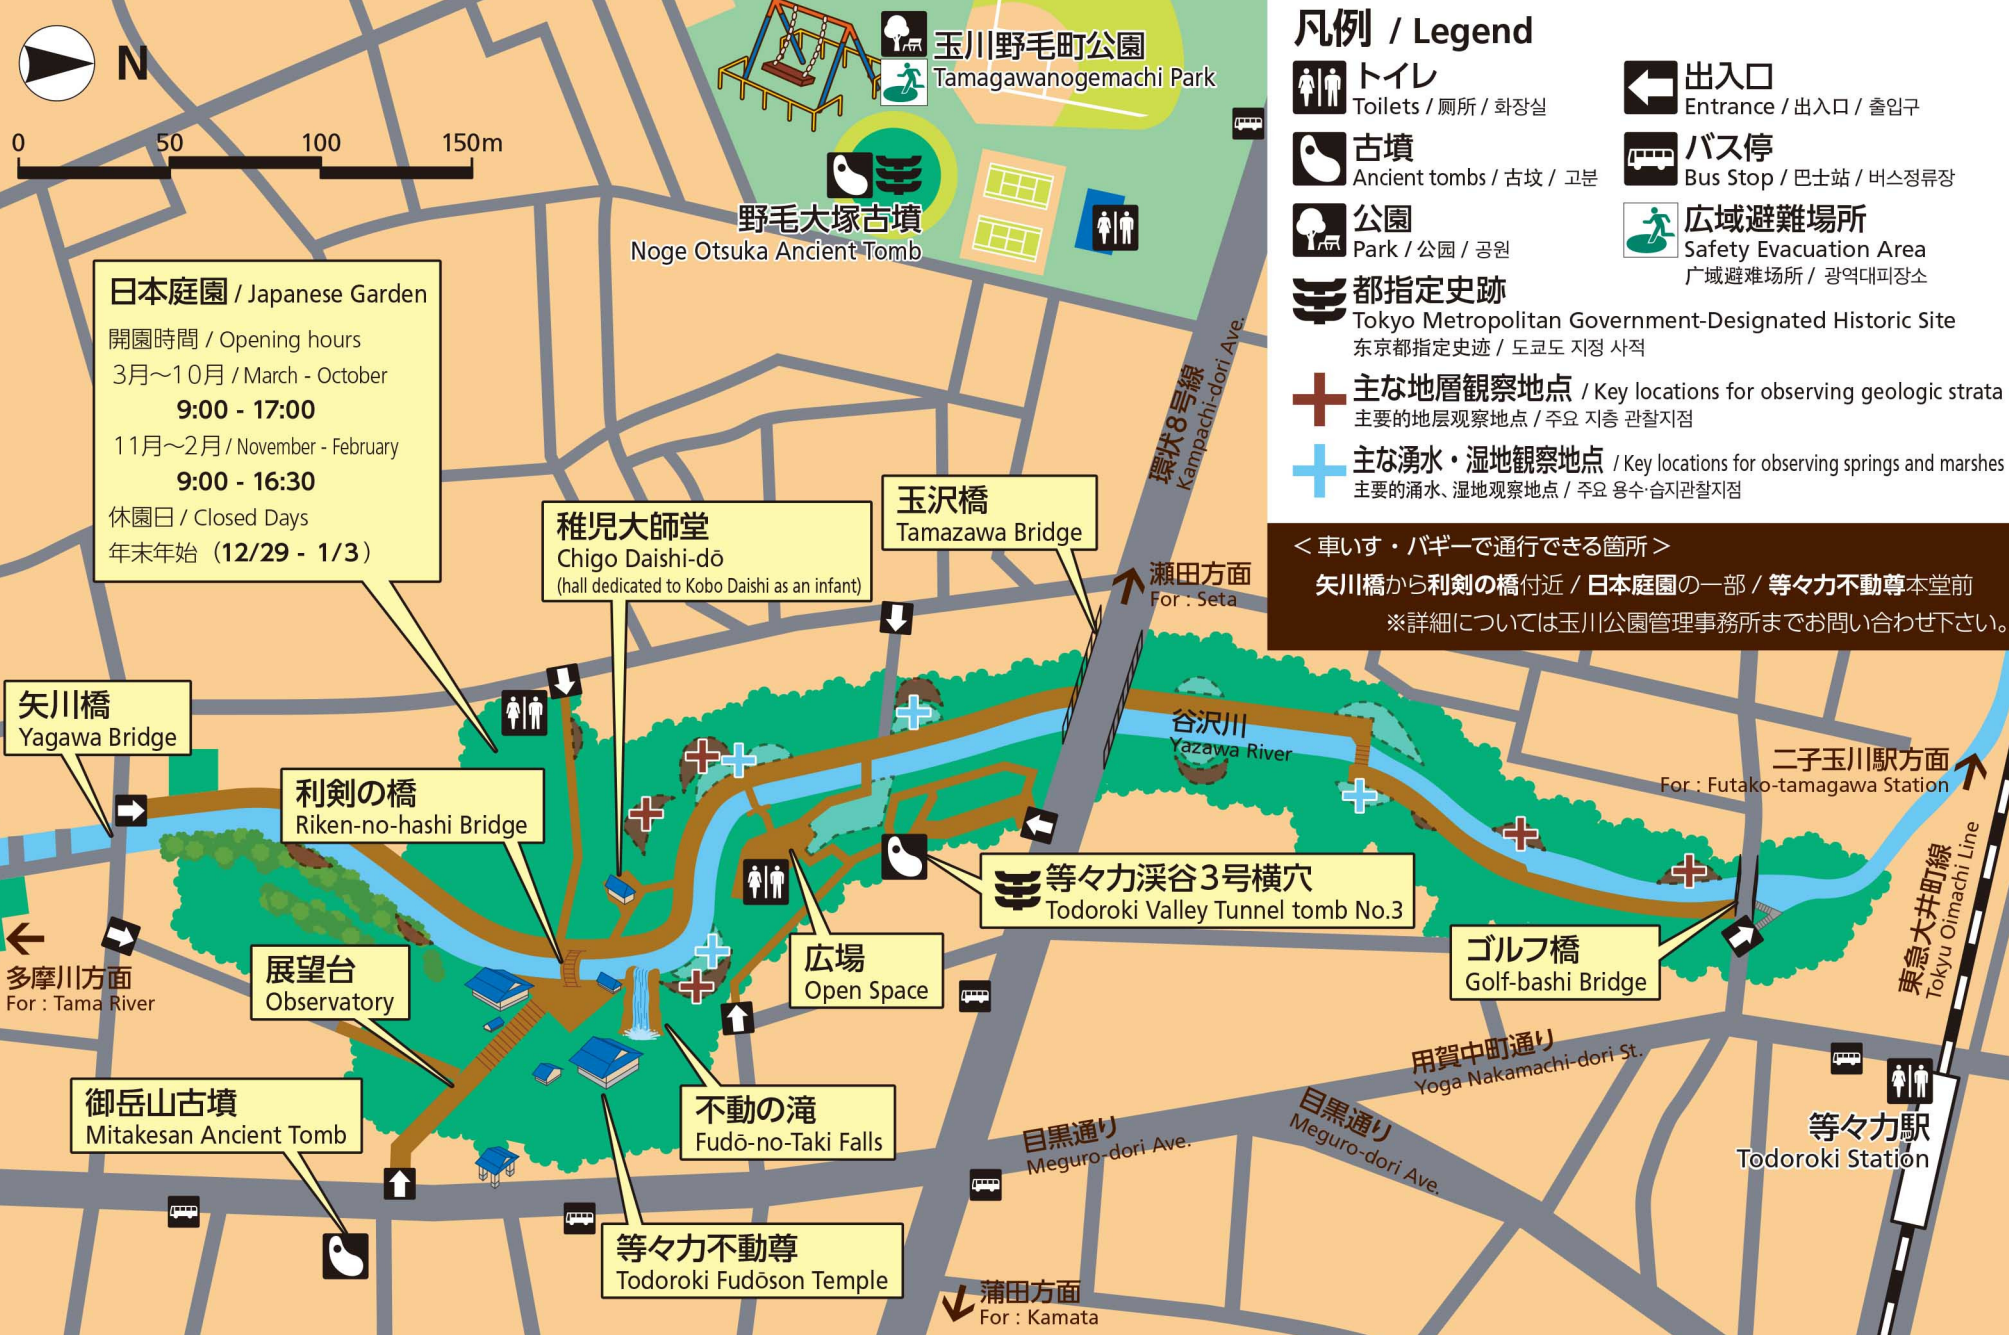 N
0 50 100 150m
玉川野毛町公園
Tamagawanogemachi Park
野毛大塚古墳
Noge Otsuka Ancient Tomb
凡例 / Legend
トイレ
Toilets / 厕所 / 화장실
出入口
Entrance / 出入口 / 출입구
古墳
Ancient tombs / 古坟 / 고분
バス停
Bus Stop / 巴士站 / 버스정류장
公園
Park / 公园 / 공원
広域避難場所
Safety Evacuation Area
广域避难场所 / 광역대피장소
都指定史跡
Tokyo Metropolitan Government-Designated Historic Site
东京都指定史迹 / 도쿄도 지정 사적
主な地層観察地点 / Key locations for observing geologic strata
主要的地层观察地点 / 주요 지층 관찰지점
主な湧水・湿地観察地点 / Key locations for observing springs and marshes
主要的涌水、湿地观察地点 / 주요 용수·습지관찰지점
＜車いす・バギーで通行できる箇所＞
矢川橋から利剣の橋付近 / 日本庭園の一部 / 等々力不動尊本堂前
※詳細については玉川公園管理事務所までお問い合わせ下さい。
日本庭園 / Japanese Garden
開園時間 / Opening hours
3月～10月 / March - October
9:00 - 17:00
11月～2月 / November - February
9:00 - 16:30
休園日 / Closed Days
年末年始（12/29 - 1/3）
環状8号線
Kampachi-dori Ave.
稚児大師堂
Chigo Daishi-dō
(hall dedicated to Kobo Daishi as an infant)
玉沢橋
Tamazawa Bridge
瀬田方面
For : Seta
矢川橋
Yagawa Bridge
利剣の橋
Riken-no-hashi Bridge
谷沢川
Yazawa River
二子玉川駅方面
For : Futako-tamagawa Station
東急大井町線
Tokyu Oimachi Line
等々力渓谷3号横穴
Todoroki Valley Tunnel tomb No.3
多摩川方面
For : Tama River
展望台
Observatory
広場
Open Space
ゴルフ橋
Golf-bashi Bridge
御岳山古墳
Mitakesan Ancient Tomb
不動の滝
Fudō-no-Taki Falls
目黒通り
Meguro-dori Ave.
目黒通り
Meguro-dori Ave.
用賀中町通り
Yoga Nakamachi-dori St.
等々力駅
Todoroki Station
等々力不動尊
Todoroki Fudōson Temple
蒲田方面
For : Kamata